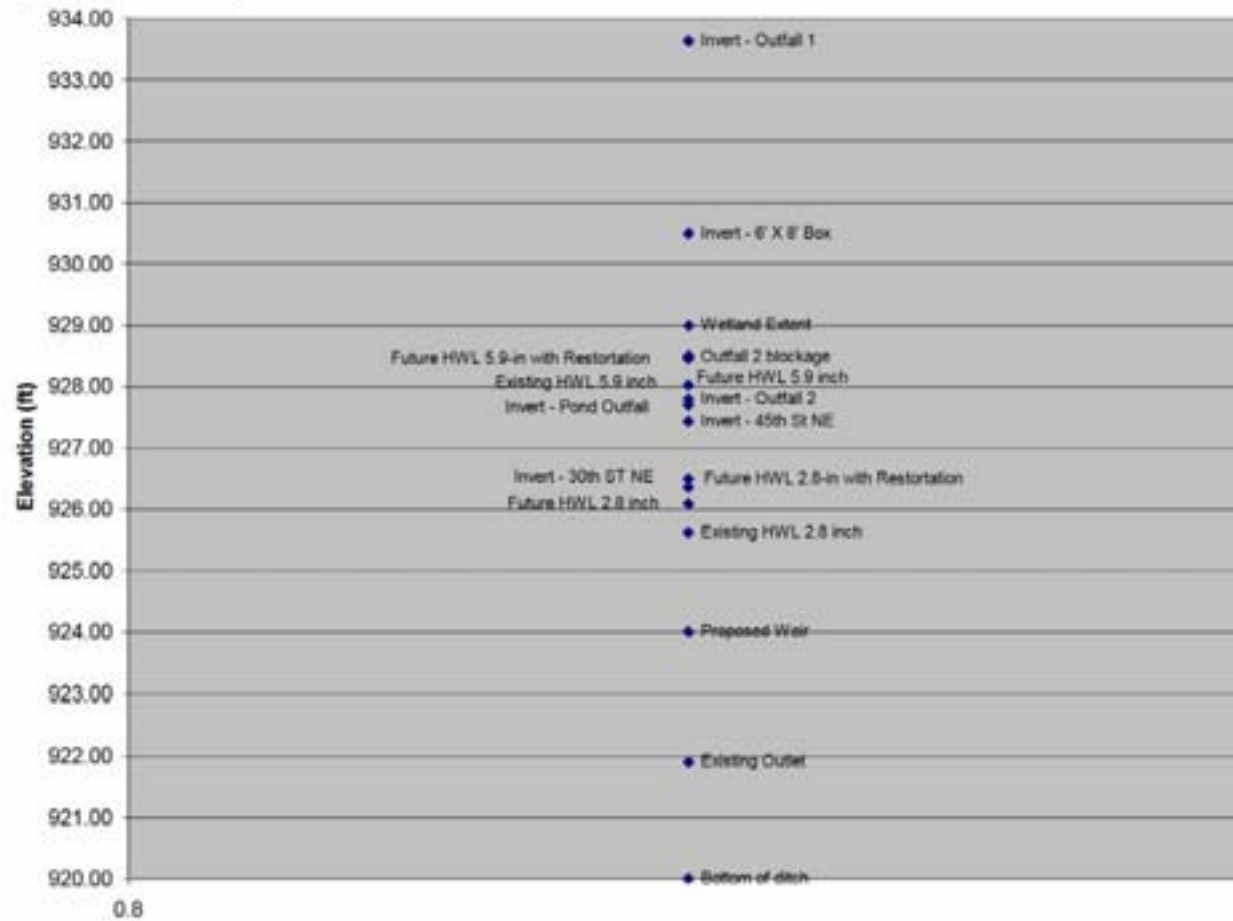 934.00
Invert - Outfall 1
933.00
932.00
931.00
Invert - 6' X 8' Box
930.00
929.00
Wetland Extent
Future HWL 5.9-in with Restortation
Outfall 2 blockage
928.00
Existing HWL 5.9 inch
Future HWL 5.9 inch
Invert - Pond Outfall
Invert - Outfall 2
Invert - 45th St NE
927.00
Invert - 30th ST NE
Future HWL 2.8-in with Restortation
Future HWL 2.8 inch
926.00
Existing HWL 2.8 inch
925.00
924.00
Proposed Weir
923.00
922.00
Existing Outlet
921.00
920.00
Bottom of ditch
0.8
Elevation (ft)